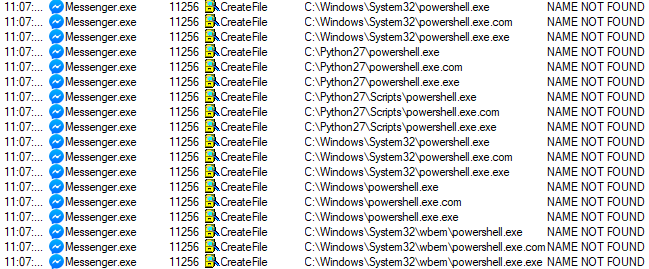 11:07:... Messenger.exe 11256 CreateFile C:\Windows\System32\powershell.exe NAME NOT FOUND
11:07:... Messenger.exe 11256 CreateFile C:\Windows\System32\powershell.exe.com NAME NOT FOUND
11:07:... Messenger.exe 11256 CreateFile C:\Windows\System32\powershell.exe.exe NAME NOT FOUND
11:07:... Messenger.exe 11256 CreateFile C:\Python27\powershell.exe NAME NOT FOUND
11:07:... Messenger.exe 11256 CreateFile C:\Python27\powershell.exe.com NAME NOT FOUND
11:07:... Messenger.exe 11256 CreateFile C:\Python27\powershell.exe.exe NAME NOT FOUND
11:07:... Messenger.exe 11256 CreateFile C:\Python27\Scripts\powershell.exe NAME NOT FOUND
11:07:... Messenger.exe 11256 CreateFile C:\Python27\Scripts\powershell.exe.com NAME NOT FOUND
11:07:... Messenger.exe 11256 CreateFile C:\Python27\Scripts\powershell.exe.exe NAME NOT FOUND
11:07:... Messenger.exe 11256 CreateFile C:\Windows\System32\powershell.exe NAME NOT FOUND
11:07:... Messenger.exe 11256 CreateFile C:\Windows\System32\powershell.exe.com NAME NOT FOUND
11:07:... Messenger.exe 11256 CreateFile C:\Windows\System32\powershell.exe.exe NAME NOT FOUND
11:07:... Messenger.exe 11256 CreateFile C:\Windows\powershell.exe NAME NOT FOUND
11:07:... Messenger.exe 11256 CreateFile C:\Windows\powershell.exe.com NAME NOT FOUND
11:07:... Messenger.exe 11256 CreateFile C:\Windows\powershell.exe.exe NAME NOT FOUND
11:07:... Messenger.exe 11256 CreateFile C:\Windows\System32\wbem\powershell.exe NAME NOT FOUND
11:07:... Messenger.exe 11256 CreateFile C:\Windows\System32\wbem\powershell.exe.com NAME NOT FOUND
11:07:... Messenger.exe 11256 CreateFile C:\Windows\System32\wbem\powershell.exe.exe NAME NOT FOUND